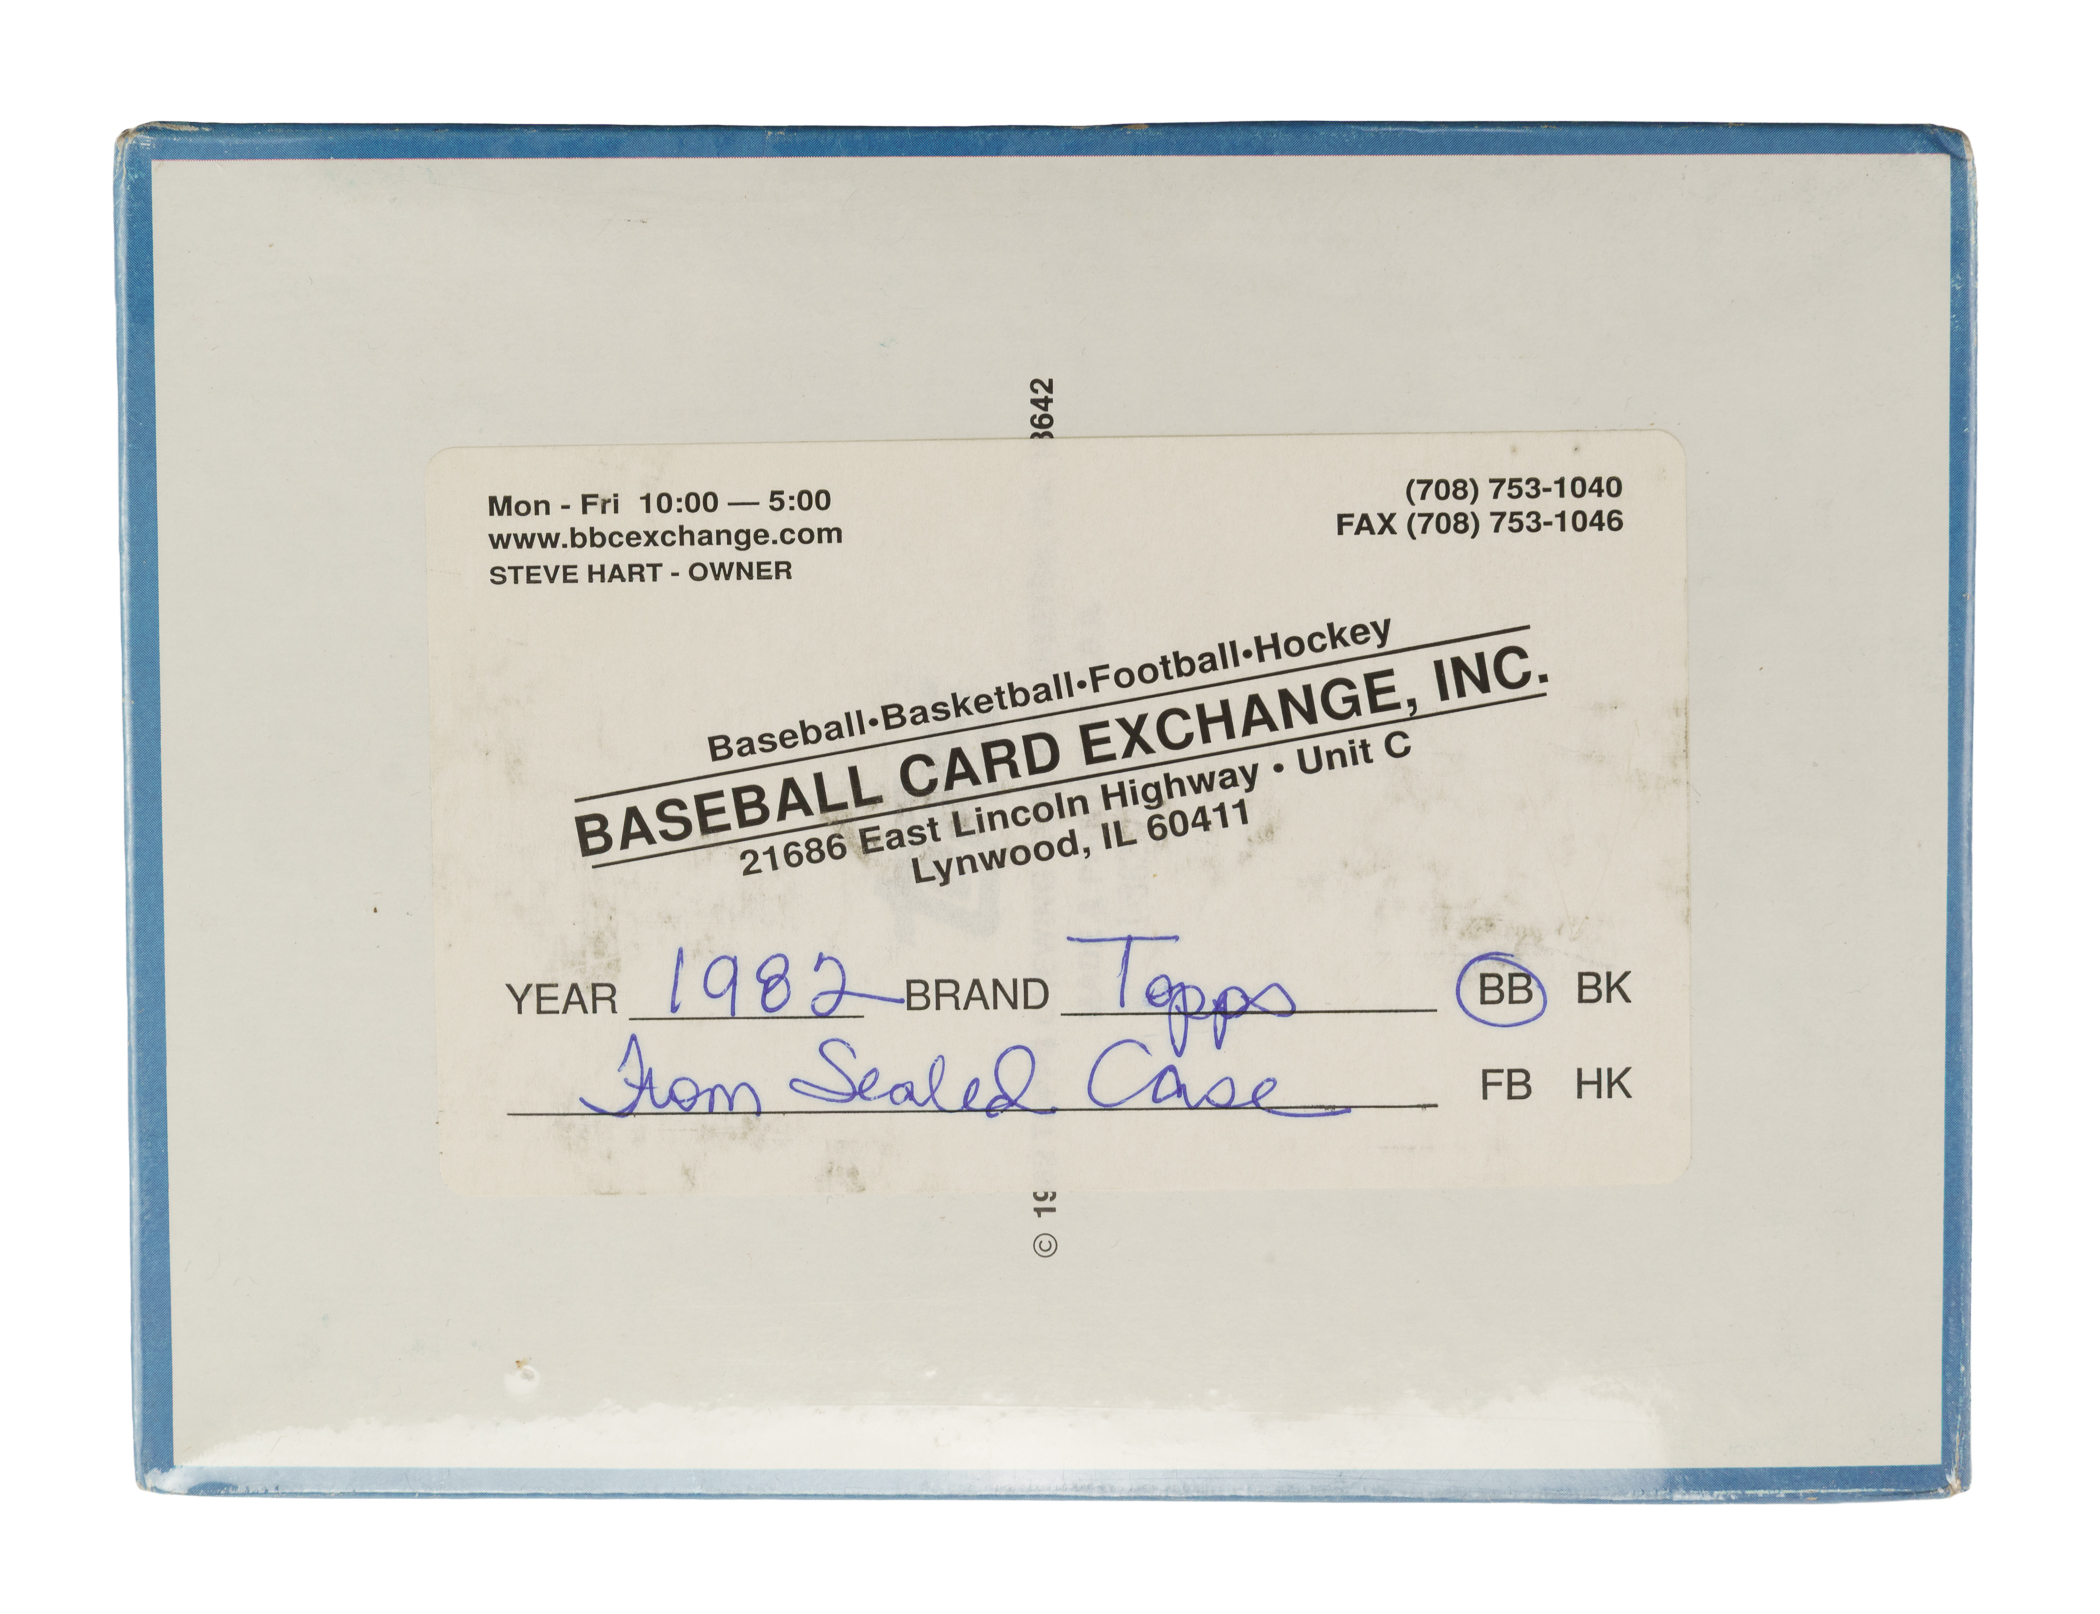 3642
Mon - Fri 10:00 — 5:00
www.bbcexchange.com
STEVE HART - OWNER
(708) 753-1040
FAX (708) 753-1046
Baseball•Basketball•Football•Hockey
BASEBALL CARD EXCHANGE, INC.
21686 East Lincoln Highway • Unit C
Lynwood, IL 60411
YEAR 1982 BRAND Topps BB BK
From Sealed Case FB HK
© 19